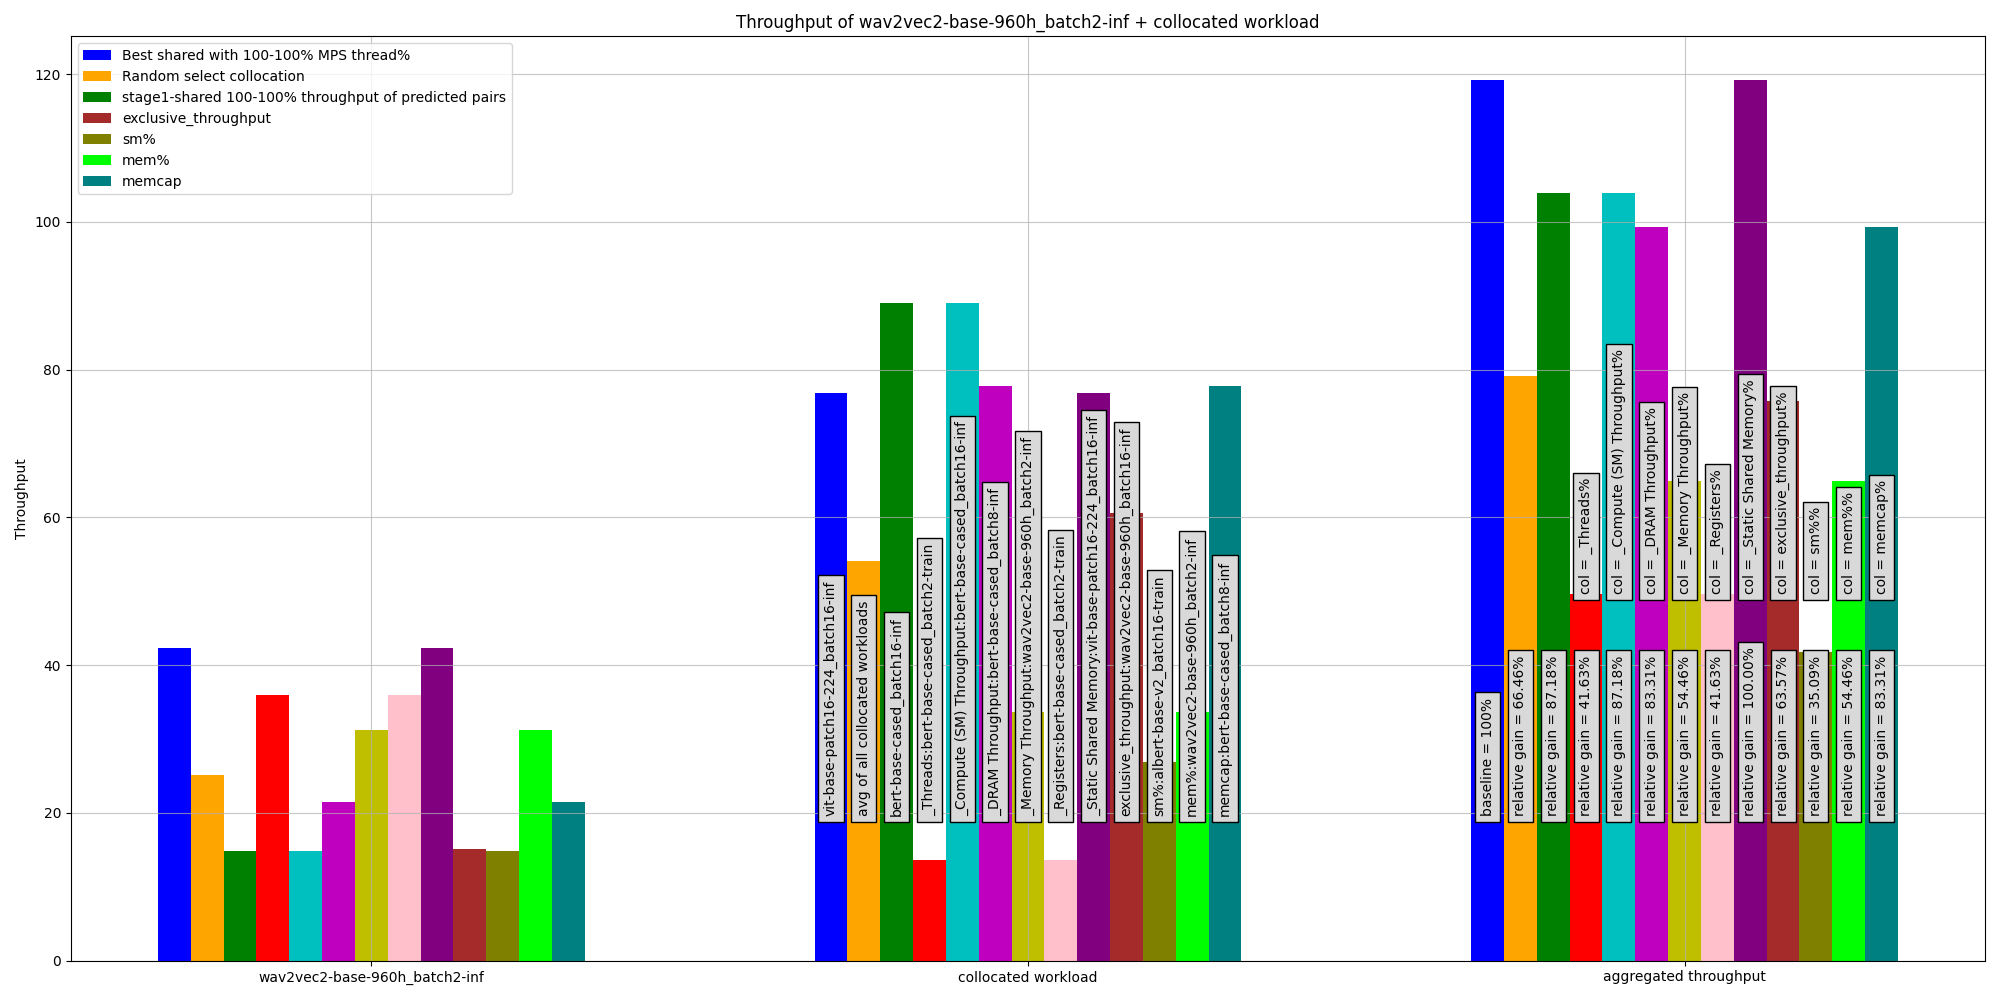 Throughput of wav2vec2-base-960h_batch2-inf + collocated workload
Throughput
120
100
80
60
40
20
0
Best shared with 100-100% MPS thread%
Random select collocation
stage1-shared 100-100% throughput of predicted pairs
exclusive_throughput
sm%
mem%
memcap
vit-base-patch16-224_batch16-inf
avg of all collocated workloads
bert-base-cased_batch16-inf
_Threads:bert-base-cased_batch2-train
_Compute (SM) Throughput:bert-base-cased_batch16-inf
_DRAM Throughput:bert-base-cased_batch8-inf
_Memory Throughput:wav2vec2-base-960h_batch2-inf
_Registers:bert-base-cased_batch2-train
_Static Shared Memory:vit-base-patch16-224_batch16-inf
exclusive_throughput:wav2vec2-base-960h_batch16-inf
sm%:albert-base-v2_batch16-train
mem%:wav2vec2-base-960h_batch2-inf
memcap:bert-base-cased_batch8-inf
col = _Threads%
col = _Compute (SM) Throughput%
col = _DRAM Throughput%
col = _Memory Throughput%
col = _Registers%
col = _Static Shared Memory%
col = exclusive_throughput%
col = sm%%
col = mem%%
col = memcap%
baseline = 100%
relative gain = 66.46%
relative gain = 87.18%
relative gain = 41.63%
relative gain = 87.18%
relative gain = 83.31%
relative gain = 54.46%
relative gain = 41.63%
relative gain = 100.00%
relative gain = 63.57%
relative gain = 35.09%
relative gain = 54.46%
relative gain = 83.31%
wav2vec2-base-960h_batch2-inf
collocated workload
aggregated throughput